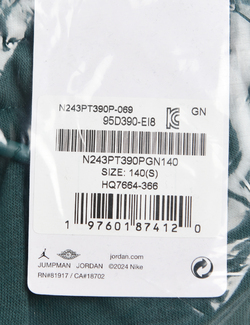 N243PT390P-069
95D390-EI8
GN
N243PT390PGN140
SIZE: 140(S)
HQ7664-366
1 97601 87412 0
jordan.com
JUMPMAN JORDAN ©2024 Nike
RN#81917 / CA#18702